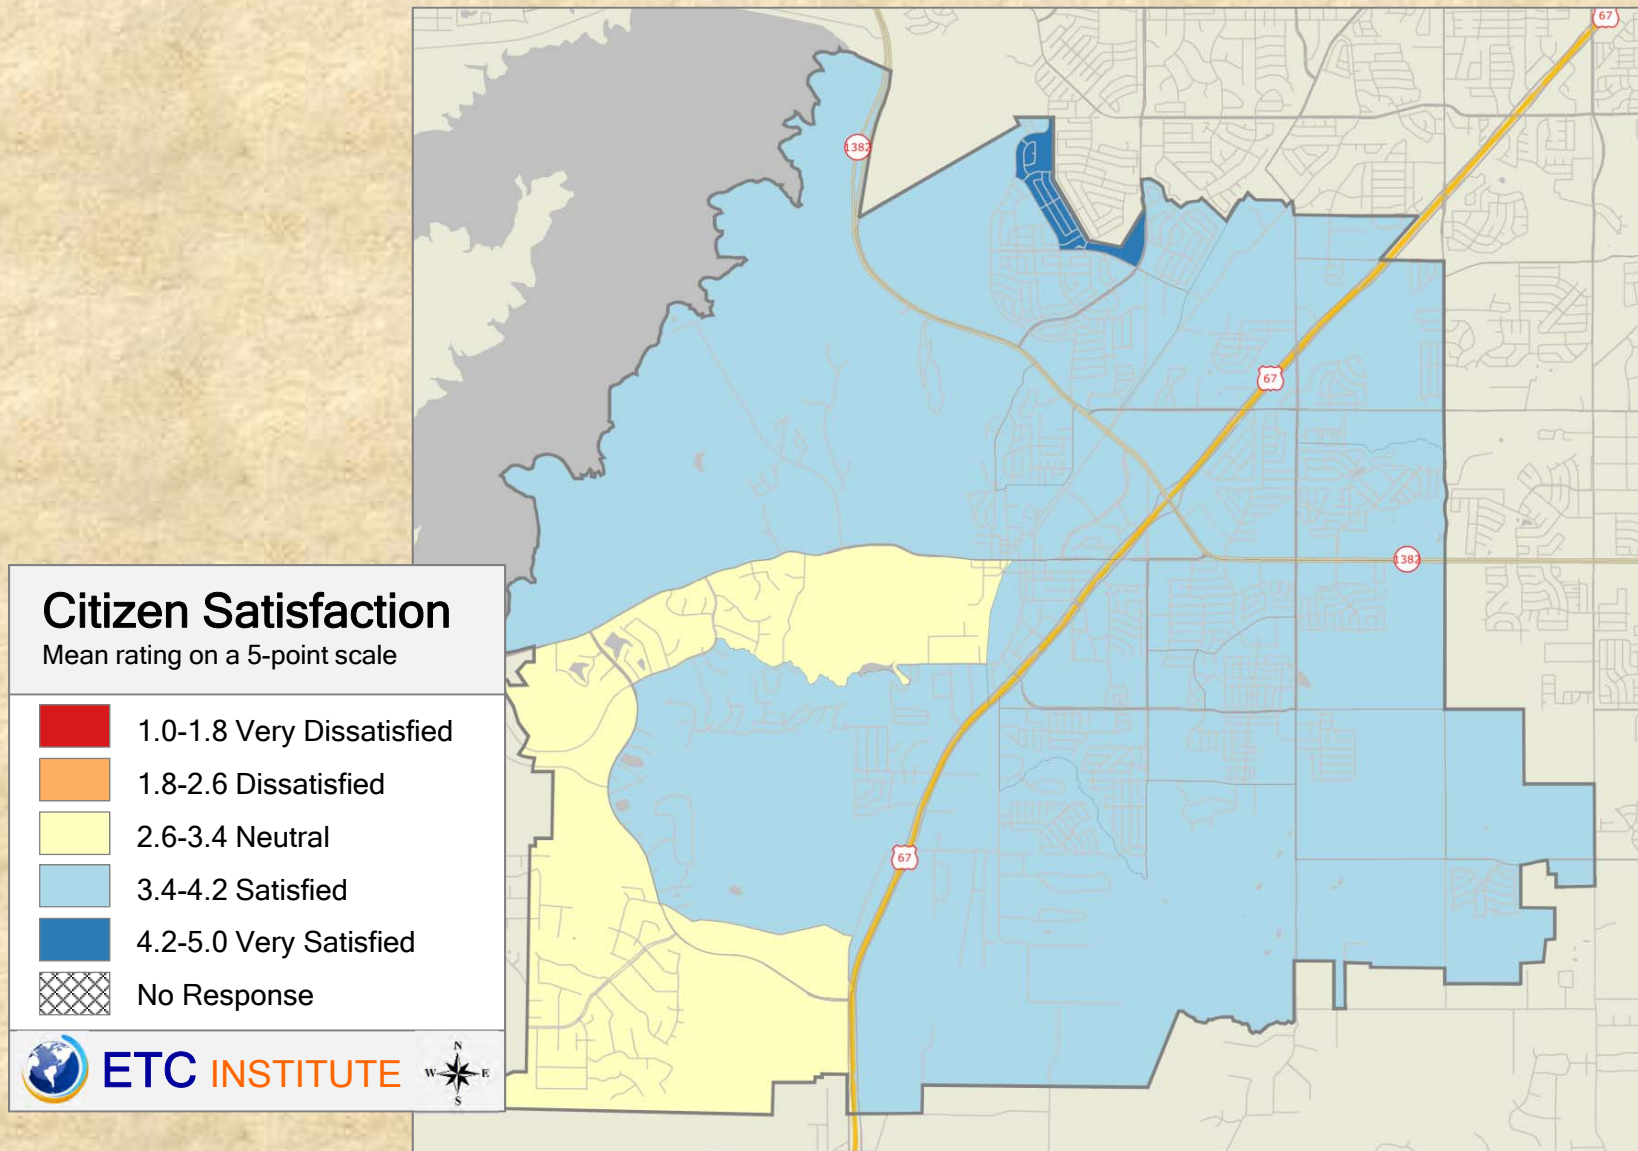 67
1382
67
1382
Citizen Satisfaction
Mean rating on a 5-point scale
1.0-1.8 Very Dissatisfied
1.8-2.6 Dissatisfied
2.6-3.4 Neutral
67
3.4-4.2 Satisfied
4.2-5.0 Very Satisfied
No Response
ETC INSTITUTE
N
W E
S